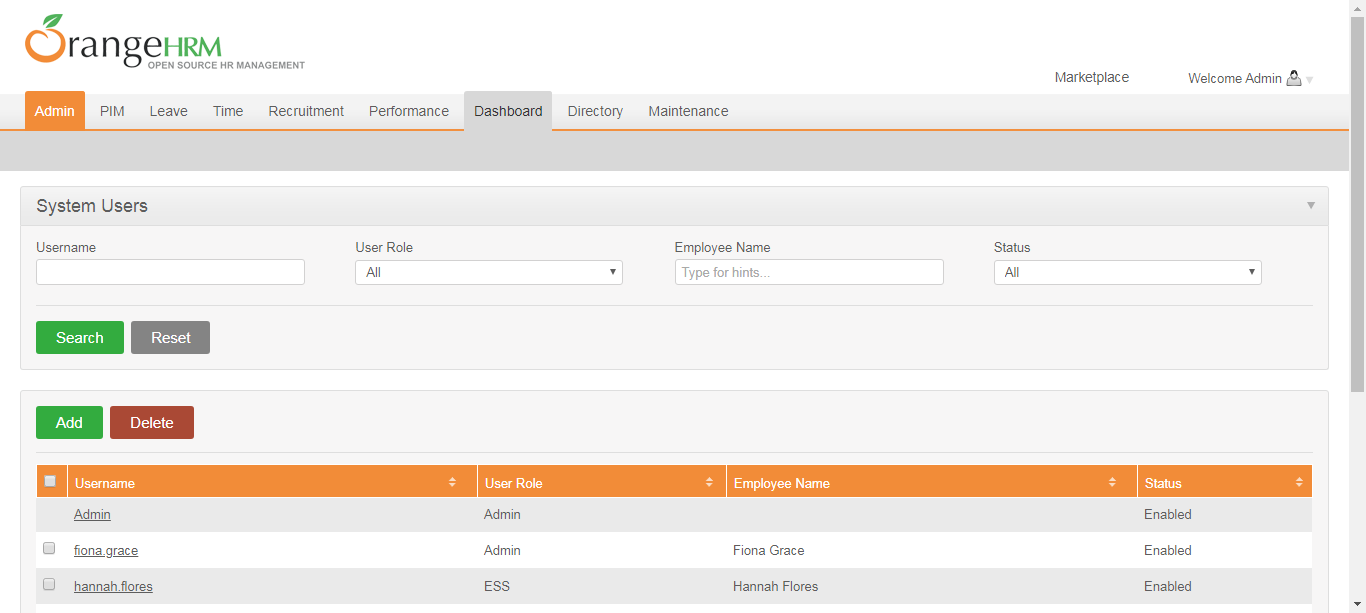 OrangeHRM
OPEN SOURCE HR MANAGEMENT
Marketplace Welcome Admin
Admin PIM Leave Time Recruitment Performance Dashboard Directory Maintenance
System Users
Username User Role Employee Name Status
All Type for hints... All
Search Reset
Add Delete
Username User Role Employee Name Status
Admin Admin Enabled
fiona.grace Admin Fiona Grace Enabled
hannah.flores ESS Hannah Flores Enabled